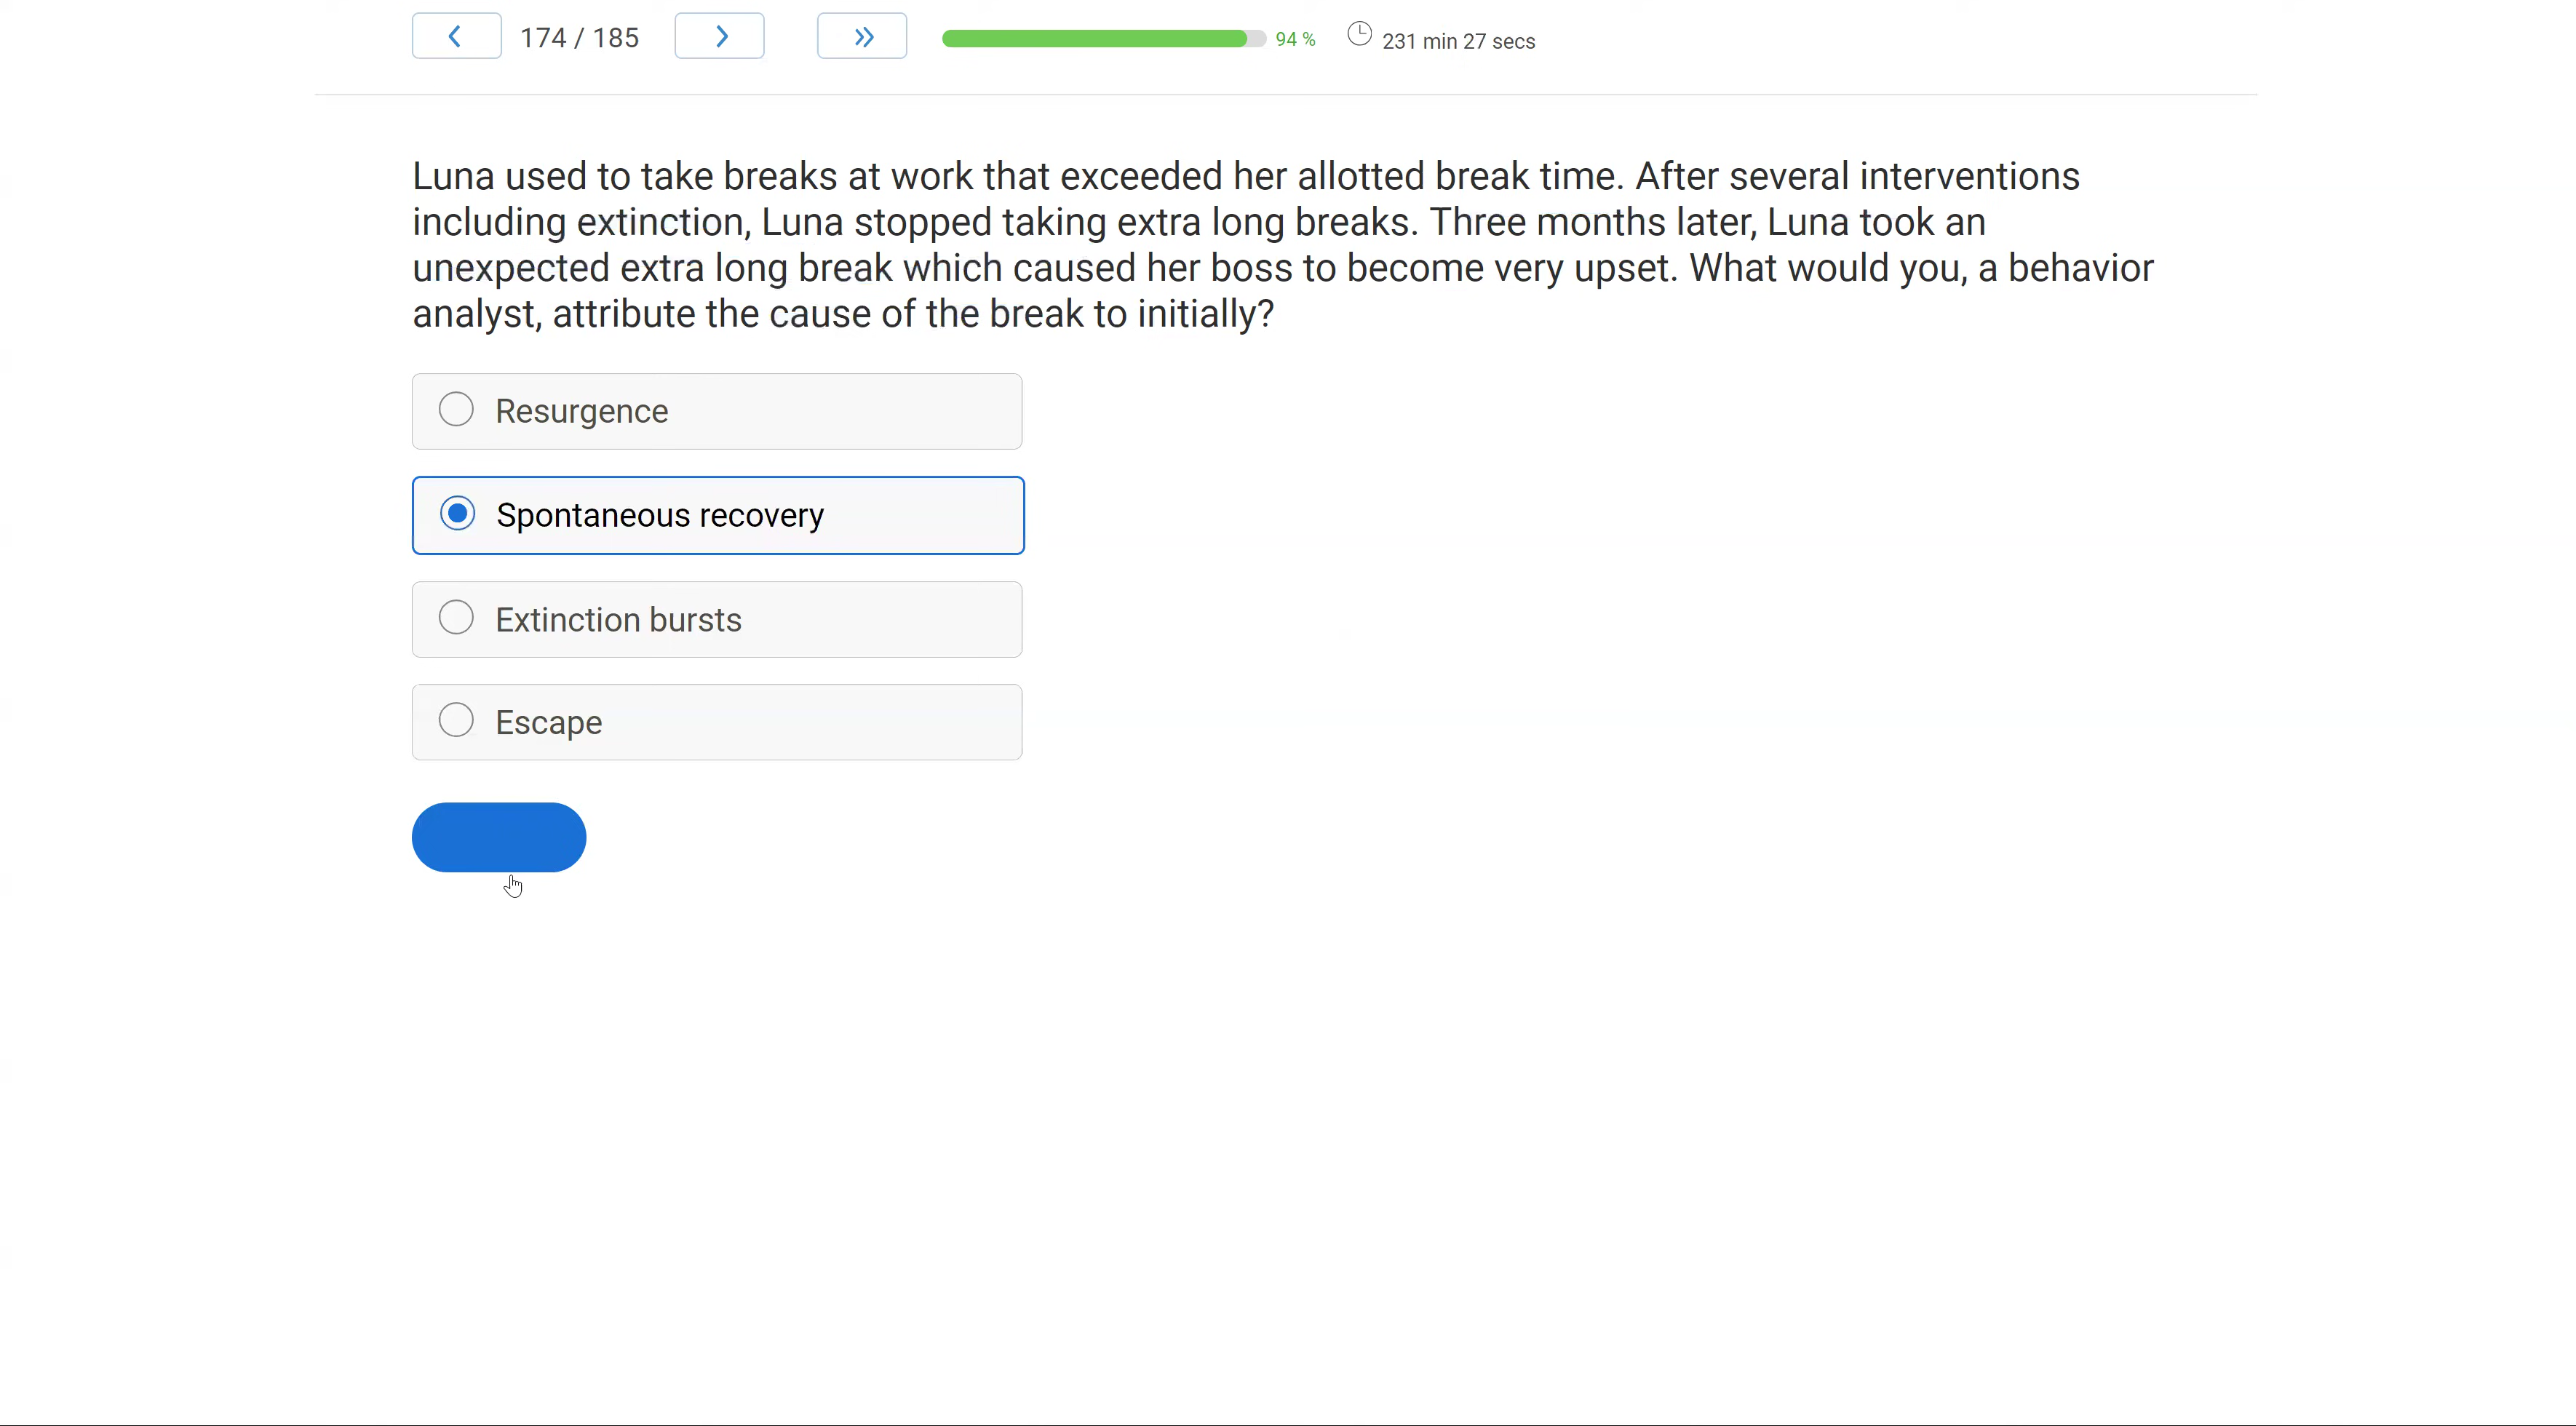 174 / 185
94 %
231 min 27 secs
Luna used to take breaks at work that exceeded her allotted break time. After several interventions
including extinction, Luna stopped taking extra long breaks. Three months later, Luna took an
unexpected extra long break which caused her boss to become very upset. What would you, a behavior
analyst, attribute the cause of the break to initially?
Resurgence
Spontaneous recovery
Extinction bursts
Escape